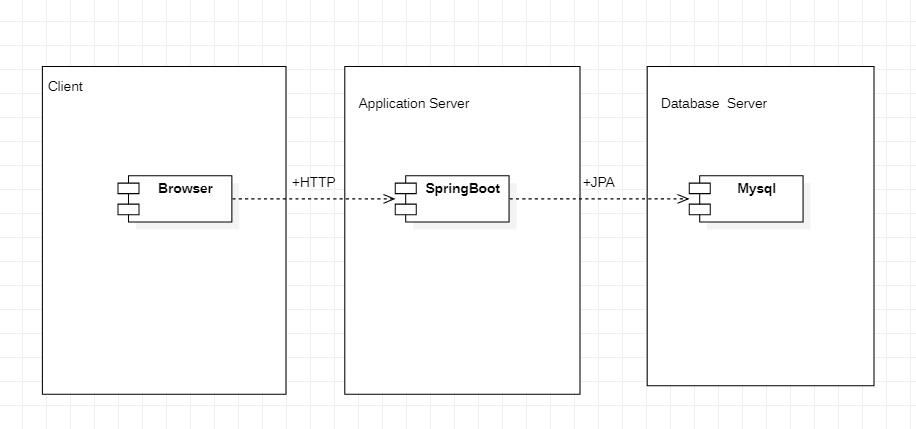 Client
Application Server
Database  Server
Browser
+HTTP
SpringBoot
+JPA
Mysql